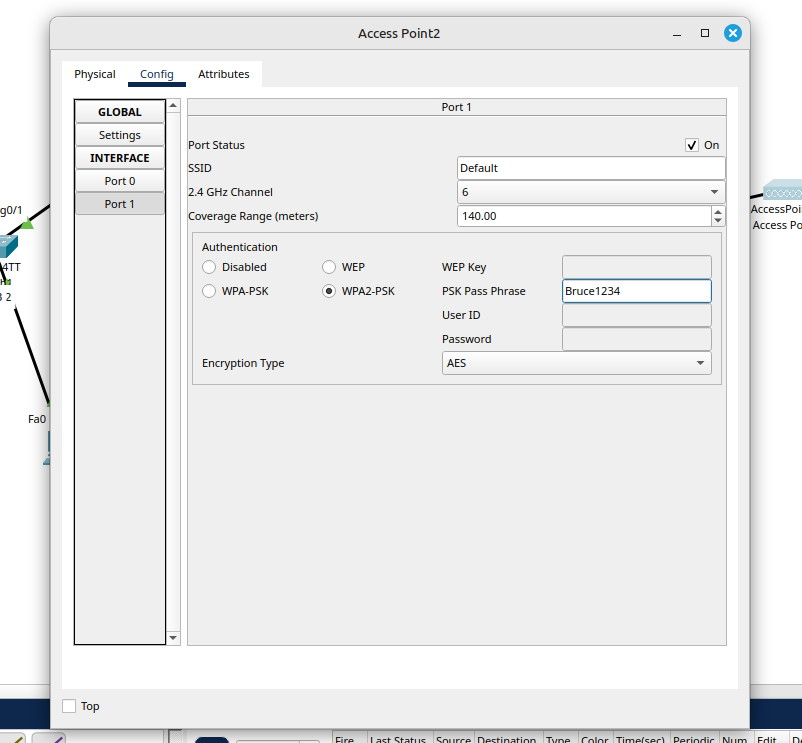 Access Point2
Physical Config Attributes
GLOBAL
Settings
INTERFACE
Port 0
Port 1
Port 1
Port Status On
SSID Default
2.4 GHz Channel 6
Coverage Range (meters) 140.00
Authentication
Disabled WEP WEP Key
WPA-PSK WPA2-PSK PSK Pass Phrase Bruce1234
User ID
Password
Encryption Type AES
Top
g0/1
4TT
2
Fa0
AccessPoi
Access Po
Fire Last Status Source Destination Type Color Time(sec) Periodic Num Edit